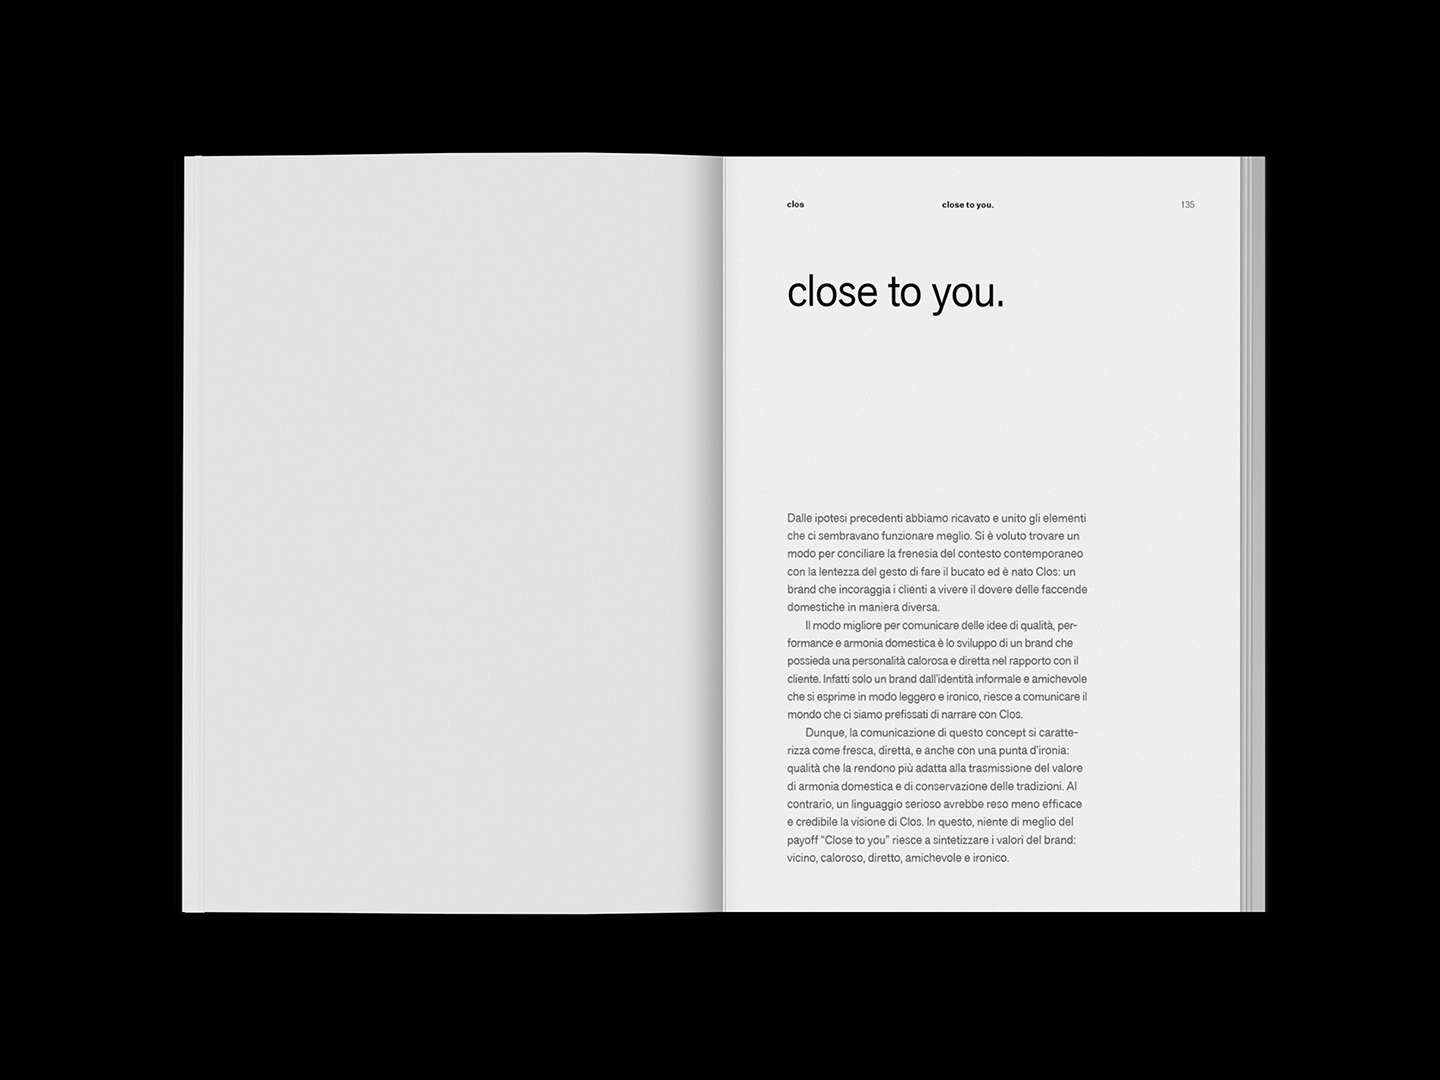 clos
close to you.
135
close to you.
Dalle ipotesi precedenti abbiamo ricavato e unito gli elementi
che ci sembravano funzionare meglio. Si è voluto trovare un
modo per conciliare la frenesia del contesto contemporaneo
con la lentezza del gesto di fare il bucato ed è nato Clos: un
brand che incoraggia i clienti a vivere il dovere delle faccende
domestiche in maniera diversa.
Il modo migliore per comunicare delle idee di qualità, per-
formance e armonia domestica è lo sviluppo di un brand che
possieda una personalità calorosa e diretta nel rapporto con il
cliente. Infatti solo un brand dall’identità informale e amichevole
che si esprime in modo leggero e ironico, riesce a comunicare il
mondo che ci siamo prefissati di narrare con Clos.
Dunque, la comunicazione di questo concept si caratte-
rizza come fresca, diretta, e anche con una punta d’ironia:
qualità che la rendono più adatta alla trasmissione del valore
di armonia domestica e di conservazione delle tradizioni. Al
contrario, un linguaggio serioso avrebbe reso meno efficace
e credibile la visione di Clos. In questo, niente di meglio del
payoff “Close to you” riesce a sintetizzare i valori del brand:
vicino, caloroso, diretto, amichevole e ironico.